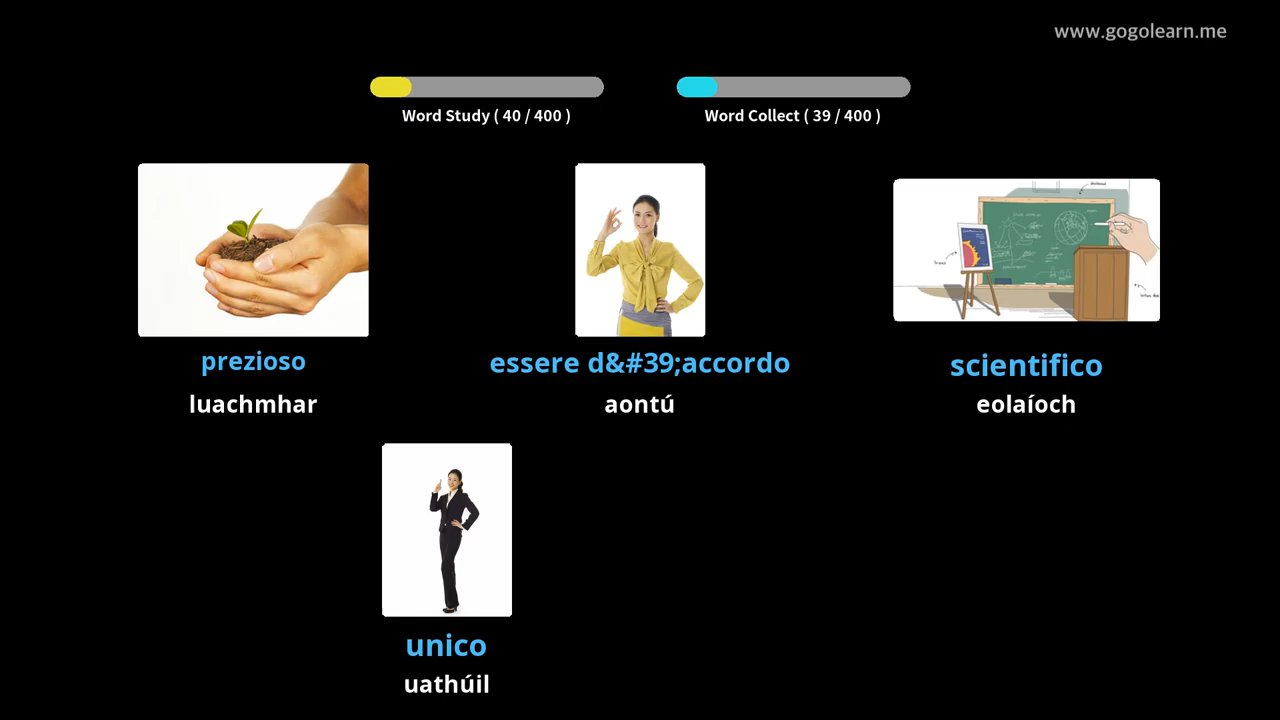 www.gogolearn.me
Word Study ( 40 / 400 )
Word Collect ( 39 / 400 )
prezioso
essere d&#39;accordo
scientifico
luachmhar
aontú
eolaíoch
unico
uathúil